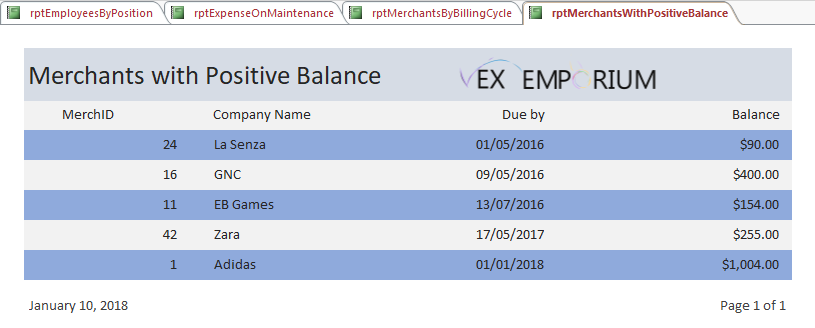 rptEmployeesByPosition rptExpenseOnMaintenance rptMerchantsByBillingCycle rptMerchantsWithPositiveBalance
Merchants with Positive Balance VEX EMPORIUM
MerchID Company Name Due by Balance
24 La Senza 01/05/2016 $90.00
16 GNC 09/05/2016 $400.00
11 EB Games 13/07/2016 $154.00
42 Zara 17/05/2017 $255.00
1 Adidas 01/01/2018 $1,004.00
January 10, 2018 Page 1 of 1